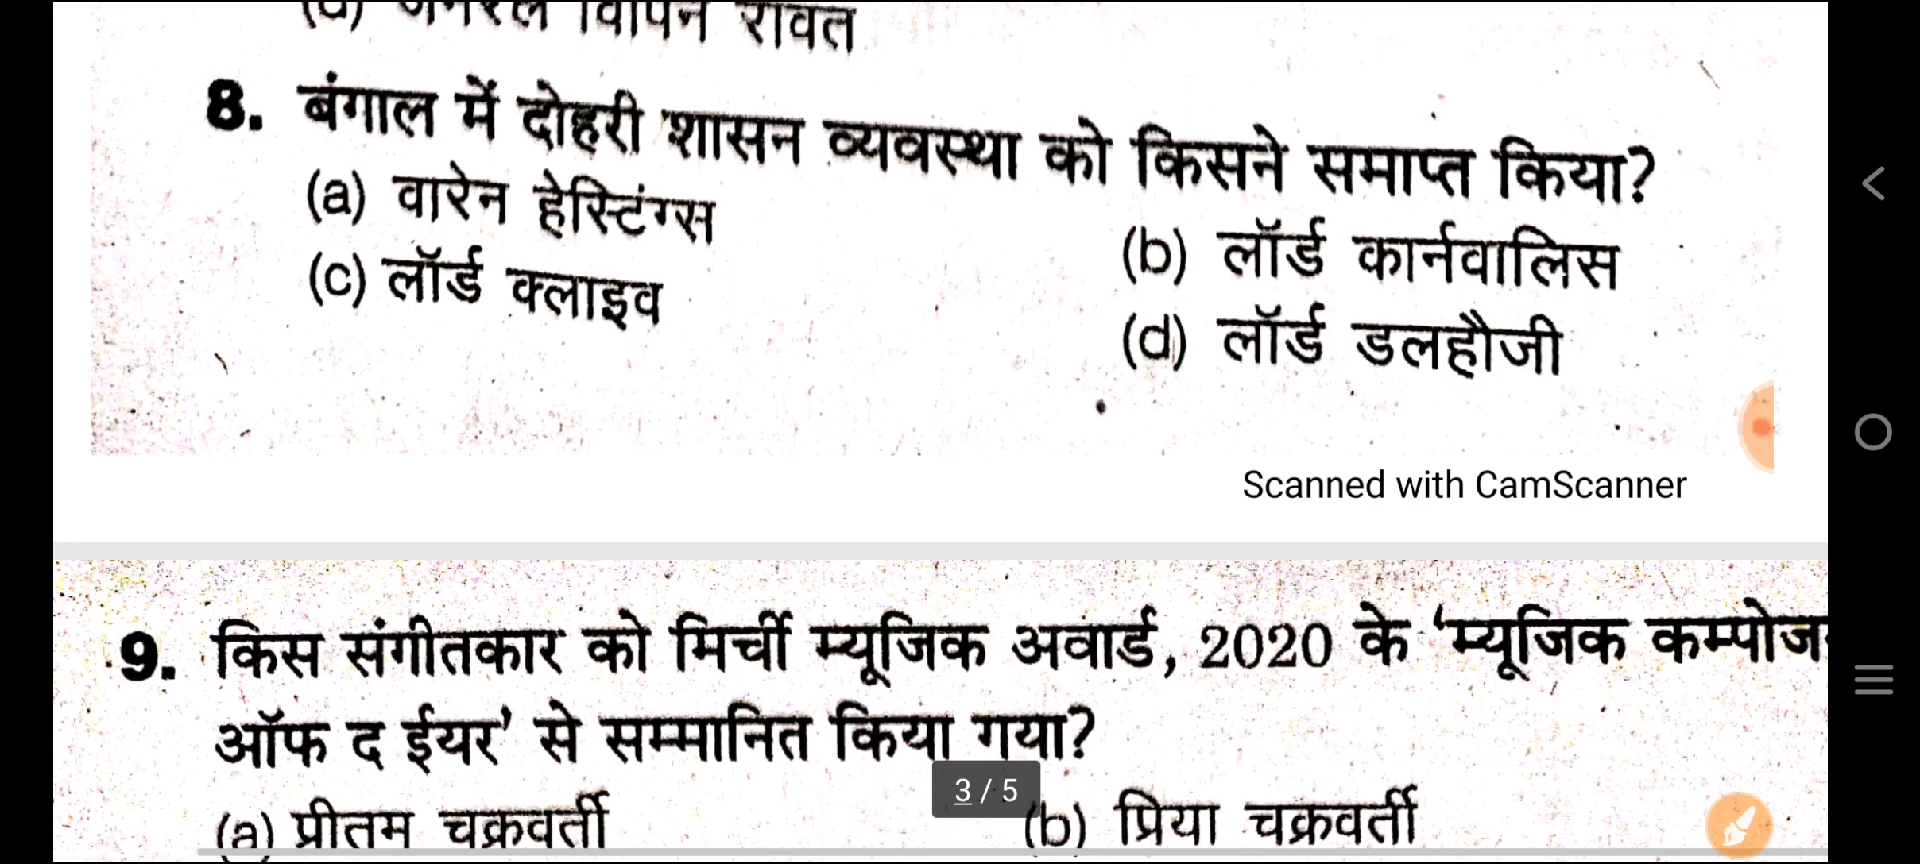 रावत
8. बंगाल में दोहरी शासन व्यवस्था को किसने समाप्त किया?
(a) वारेन हेस्टिंग्स
(b) लॉर्ड कार्नवालिस
(c) लॉर्ड क्लाइव
(d) लॉर्ड डलहौजी
Scanned with CamScanner
9. किस संगीतकार को मिर्ची म्यूजिक अवार्ड, 2020 के 'म्यूजिक कम्पोज
ऑफ द ईयर' से सम्मानित किया गया?
3 / 5
(a) प्रीतम चक्रवर्ती
(b) प्रिया चक्रवर्ती